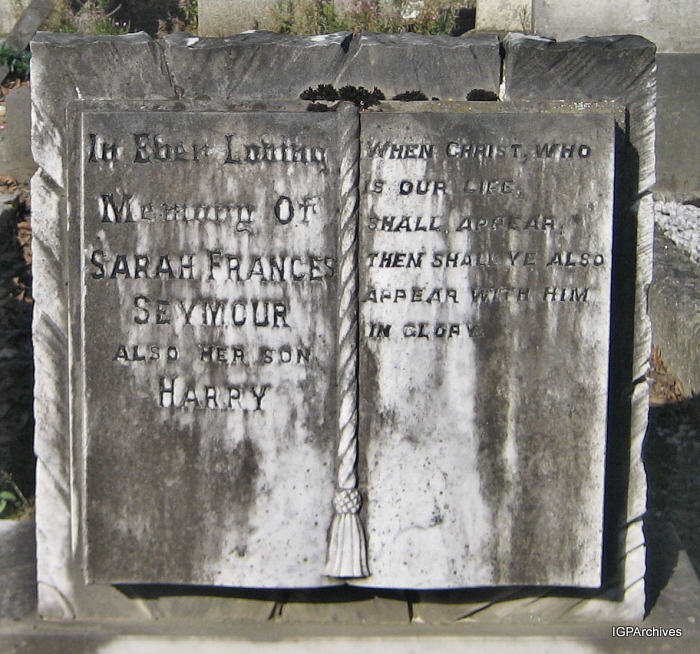 In Ever Loving
Memory Of
SARAH FRANCES
SEYMOUR
ALSO HER SON
HARRY
WHEN CHRIST, WHO
IS OUR LIFE,
SHALL APPEAR,
THEN SHALL YE ALSO
APPEAR WITH HIM
IN GLORY.
IGPArchives